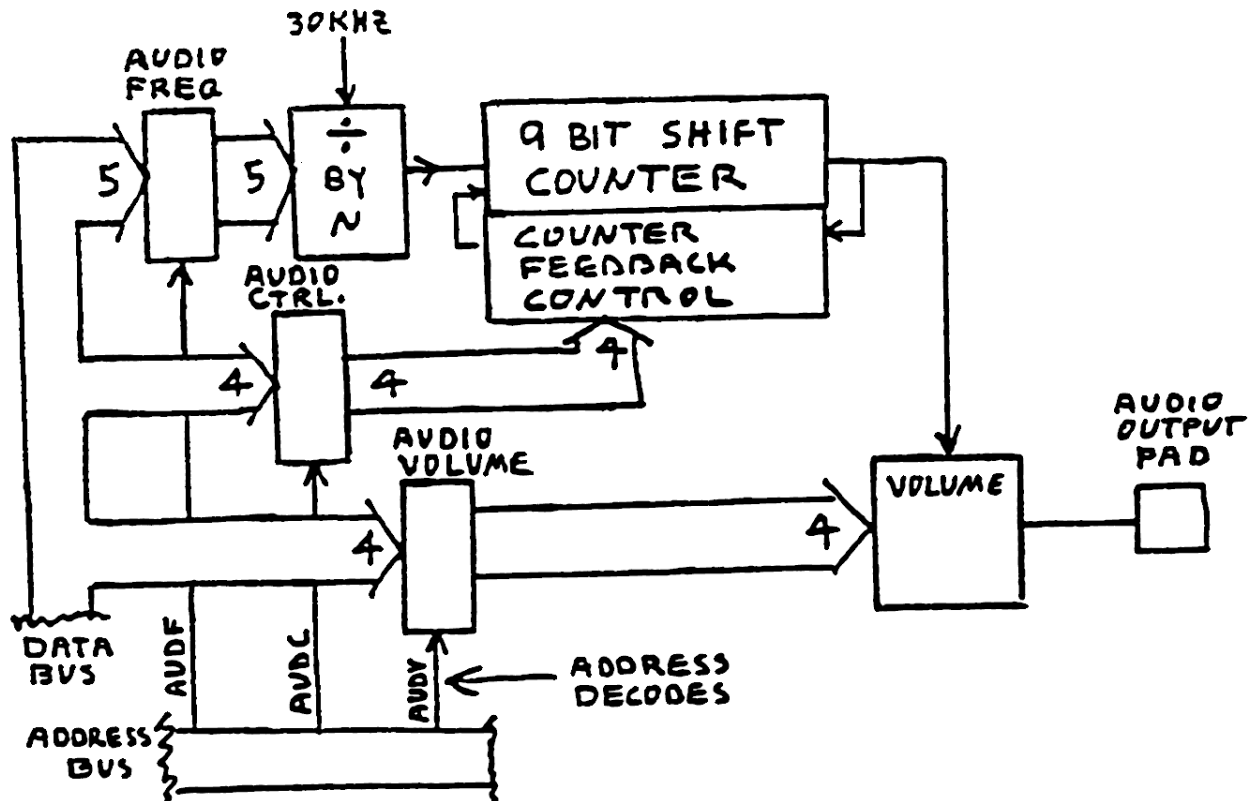 30KHZ
AUDIO
FREQ
÷
BY
N
9 BIT SHIFT
COUNTER
5
5
COUNTER
FEEDBACK
CONTROL
AUDIO
CTRL.
4
4
4
AUDIO
VOLUME
AUDIO
OUTPUT
PAD
VOLUME
4
4
DATA
BUS
AUDF
AUDC
AUDV
ADDRESS
DECODES
ADDRESS
BUS